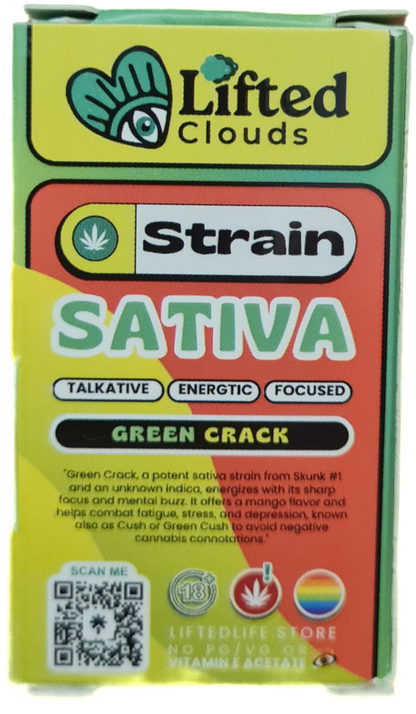 Lifted
Clouds
Strain
SATIVA
TALKATIVE ENERGTIC FOCUSED
GREEN CRACK
"Green Crack, a potent sativa strain from Skunk #1
and an unknown indica, energizes with its sharp
focus and mental buzz. It offers a mango flavor and
helps combat fatigue, stress, and depression, known
also as Cush or Green Cush to avoid negative
cannabis connotations."
SCAN ME
18+
!
LIFTEDLIFE.STORE
NO PG/VG OR
VITAMIN E ACETATE